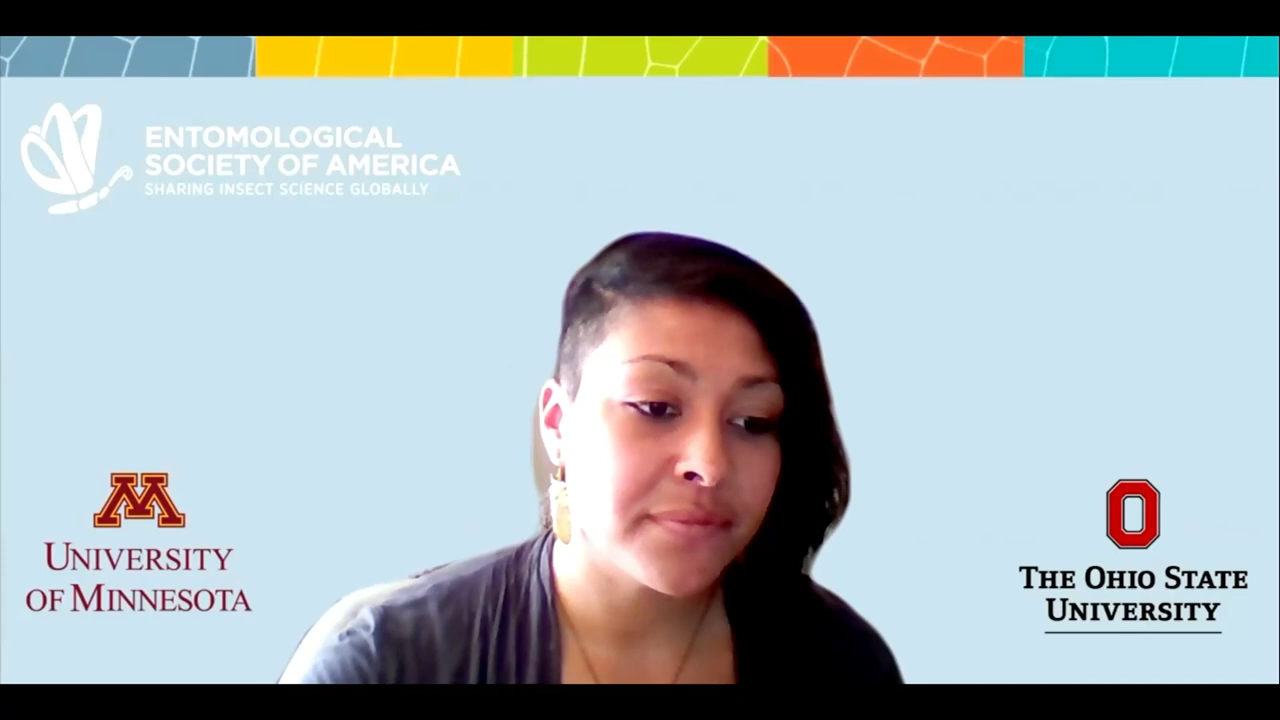 ENTOMOLOGICAL
SOCIETY OF AMERICA
SHARING INSECT SCIENCE GLOBALLY
M
UNIVERSITY
OF MINNESOTA
O
THE OHIO STATE
UNIVERSITY